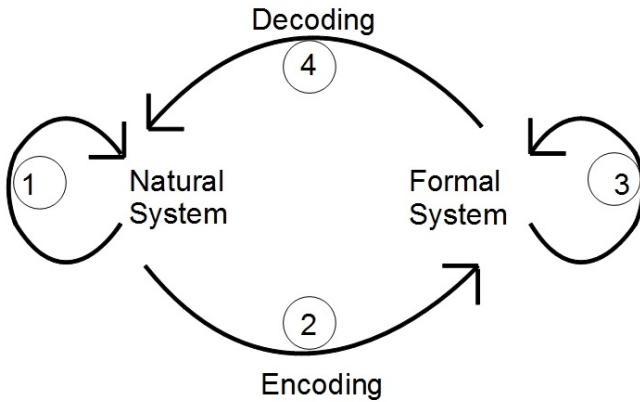 Decoding
4
1
Natural
System
Formal
System
3
2
Encoding